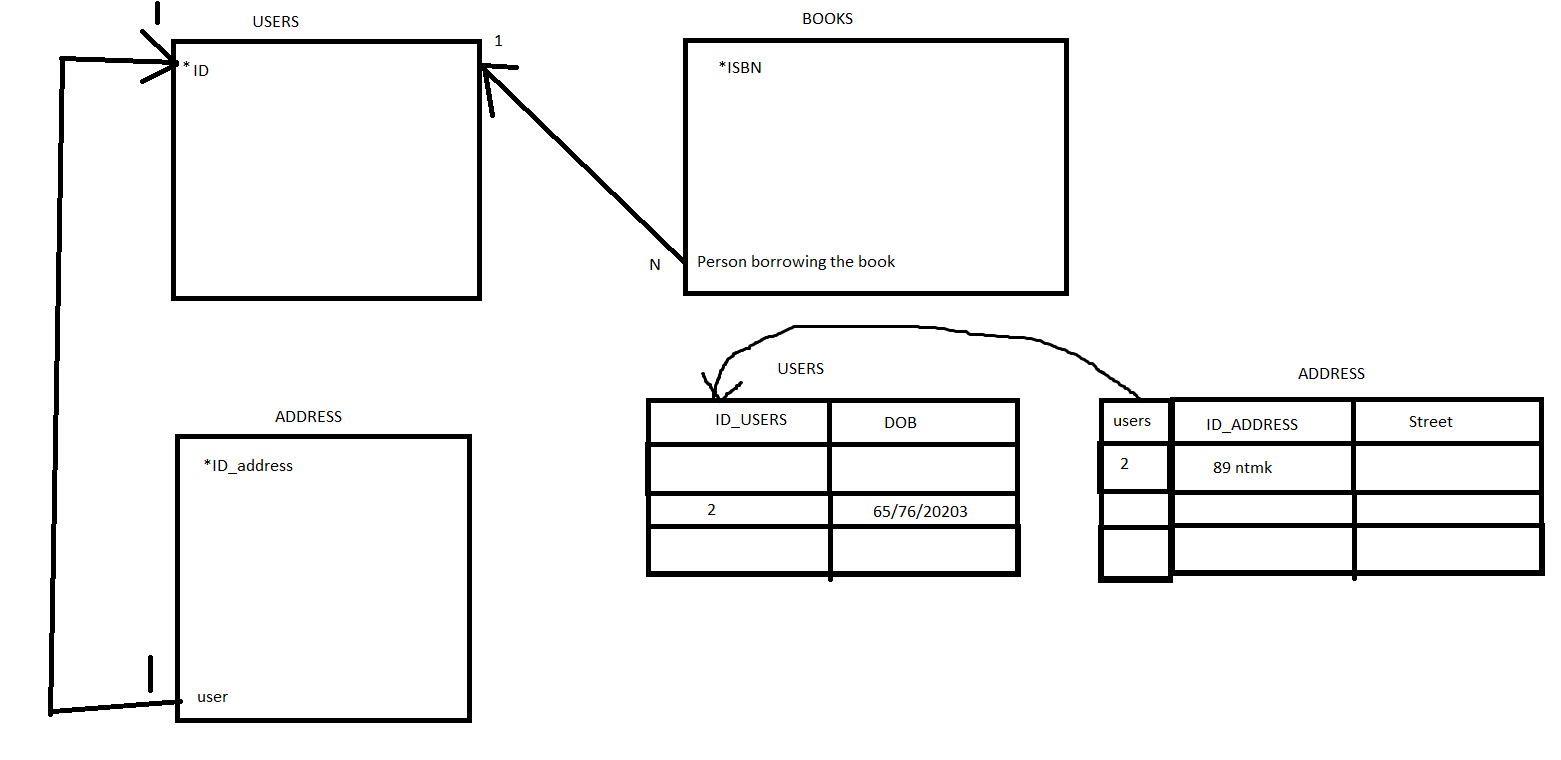 USERS
1
* ID
BOOKS
*ISBN
N
Person borrowing the book
ADDRESS
*ID_address
user
USERS
ID_USERS
DOB
2
65/76/20203
ADDRESS
users
ID_ADDRESS
Street
2
89 ntmk